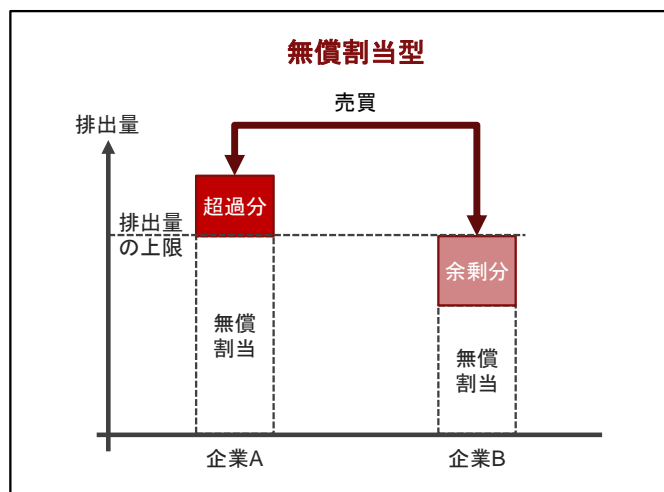 無償割当型
売買
排出量
超過分
排出量
の上限
余剰分
無償
割当
無償
割当
企業A
企業B